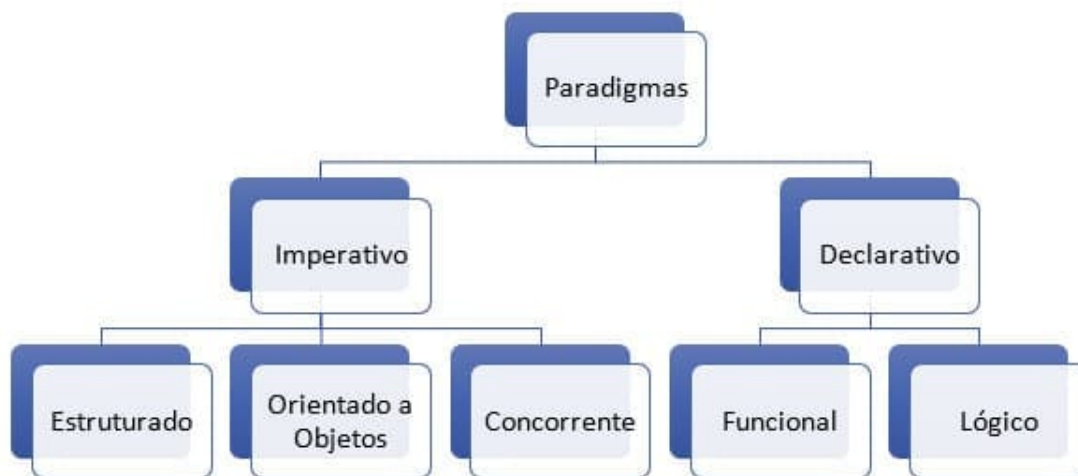 Paradigmas
Imperativo
Declarativo
Estruturado
Orientado a
Objetos
Concorrente
Funcional
Lógico